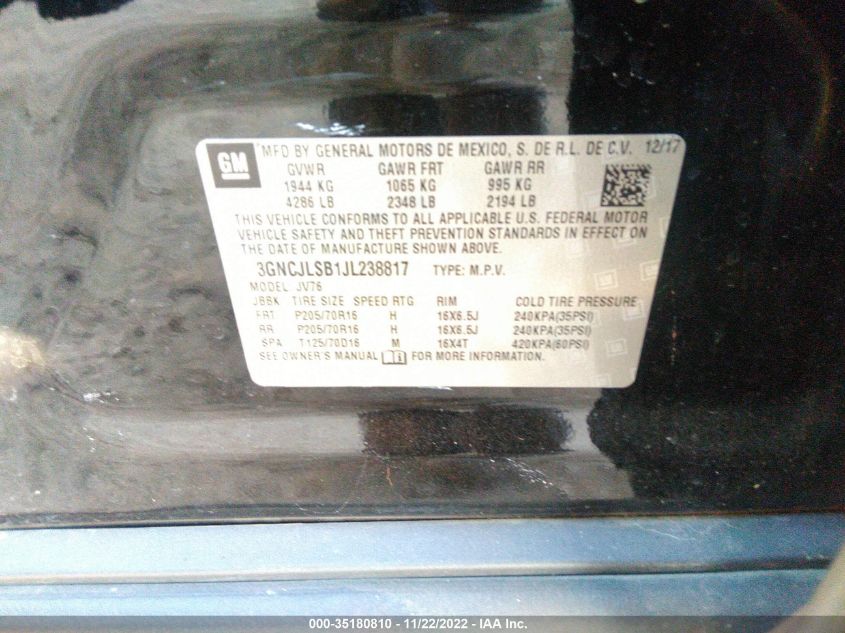 GM MFD BY GENERAL MOTORS DE MEXICO, S. DE R.L. DE C.V. 12/17
GVWR GAWR FRT GAWR RR
1944 KG 1065 KG 995 KG
4286 LB 2348 LB 2194 LB
THIS VEHICLE CONFORMS TO ALL APPLICABLE U.S. FEDERAL MOTOR
VEHICLE SAFETY AND THEFT PREVENTION STANDARDS IN EFFECT
ON THE DATE OF MANUFACTURE SHOWN ABOVE.
3GNCJLSB1JL238817 TYPE: M.P.V.
MODEL: JV76
JBBK TIRE SIZE SPEED RTG RIM COLD TIRE PRESSURE
FRT P205/70R16 H 16X6.5J 240KPA(35PSI)
RR P205/70R16 H 16X6.5J 240KPA(35PSI)
SPA T125/70D16 M 16X4T 420KPA(60PSI)
SEE OWNER'S MANUAL FOR MORE INFORMATION.
000-35180810 - 11/22/2022 - IAA Inc.